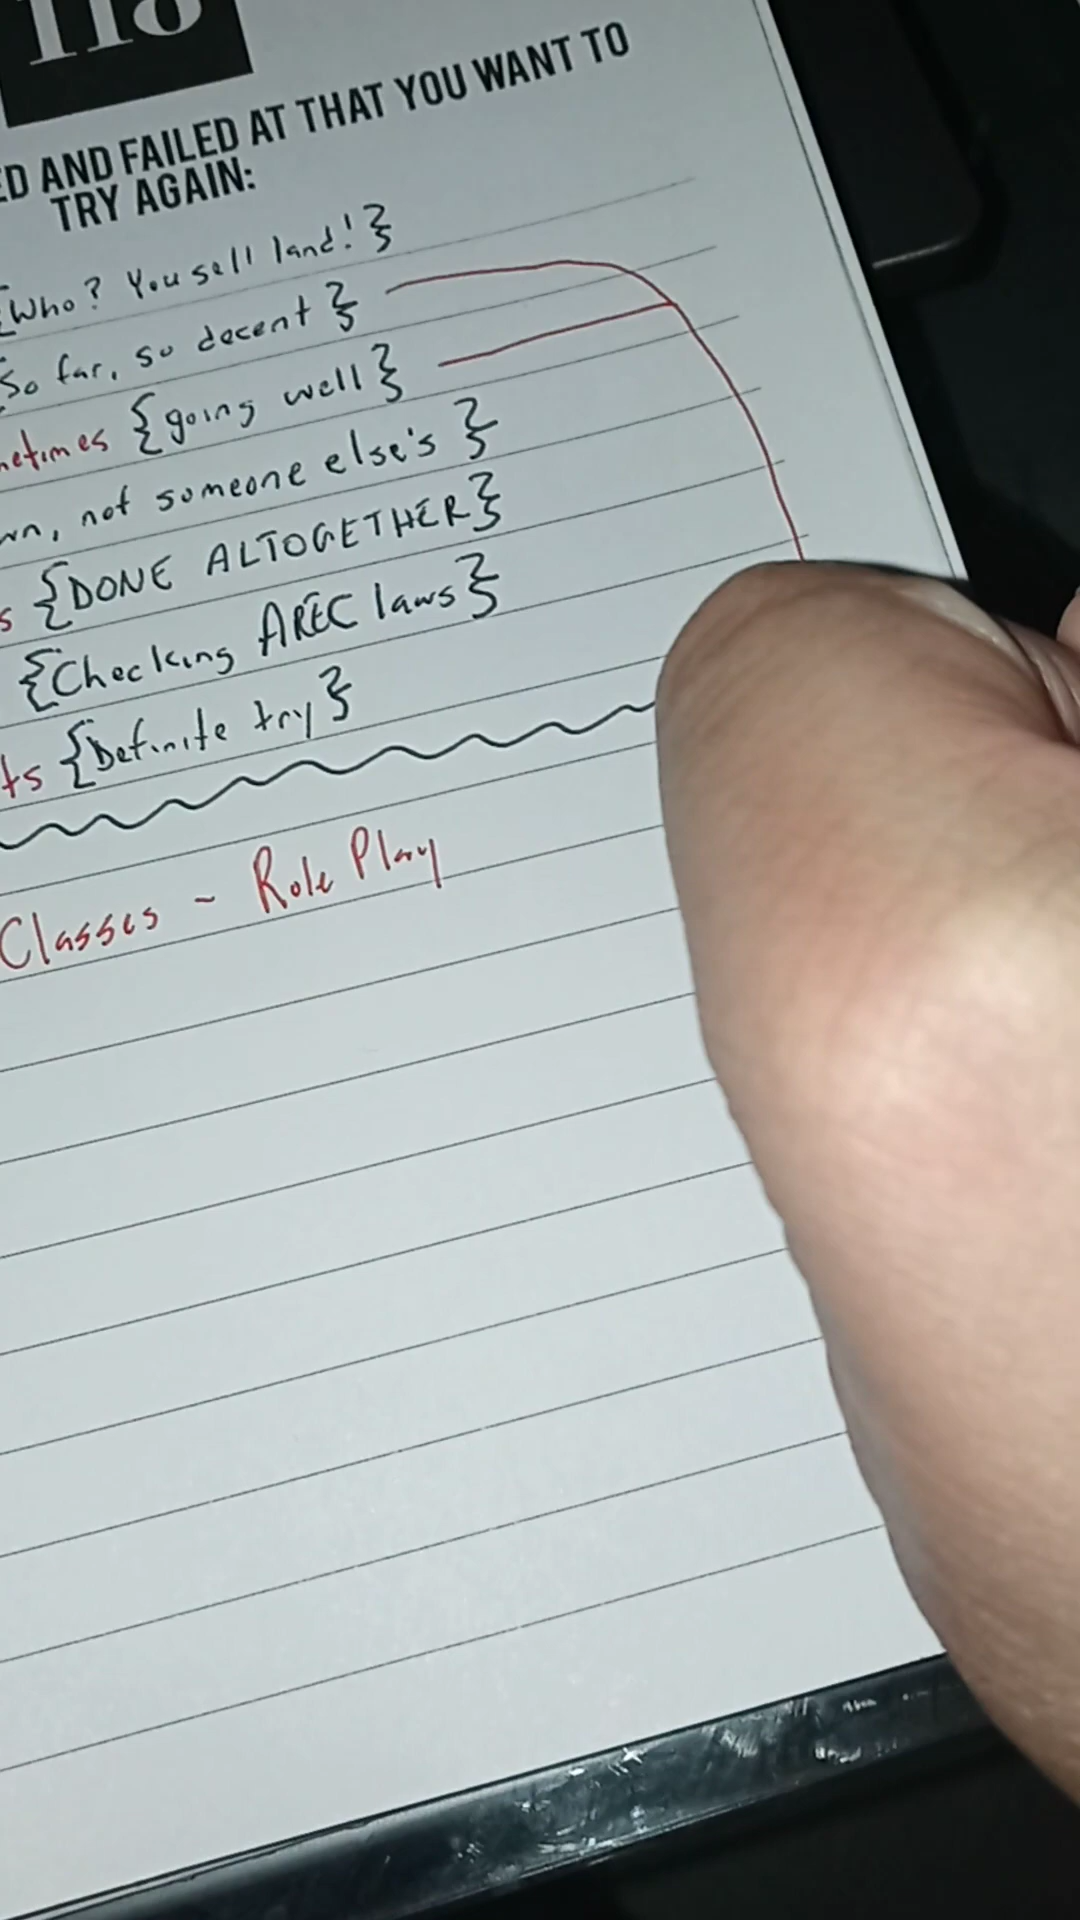 118
AND FAILED AT THAT YOU WANT TO
TRY AGAIN:
{Who? You sell land!}
{So far, so decent}
{going well}
not someone else's}
{DONE ALTOGETHER}
{Checking AREC laws}
{Definite try}
Classes ~ Role Play